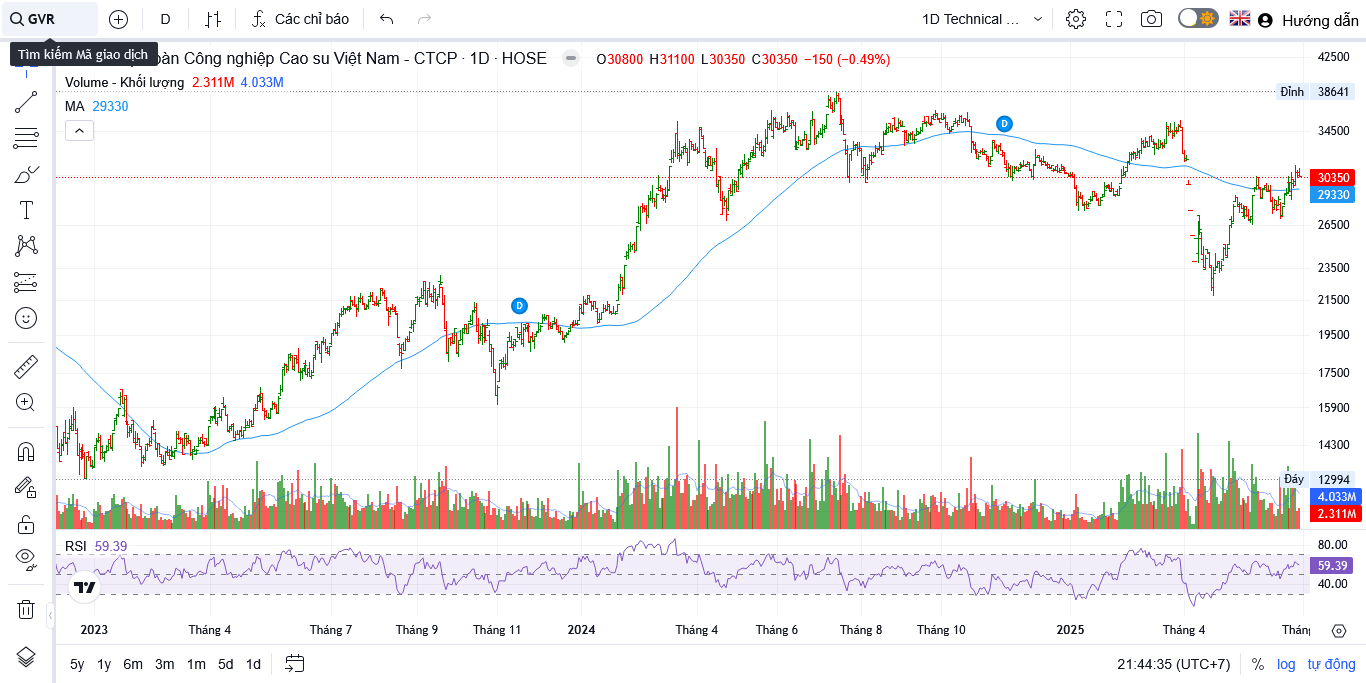 GVR
D
Các chỉ báo
1D Technical ...
Hướng dẫn
Tìm kiếm Mã giao dịch
oàn Công nghiệp Cao su Việt Nam - CTCP · 1D · HOSE
O30800 H31100 L30350 C30350 −150 (−0.49%)
Volume - Khối lượng 2.311M 4.033M
MA 29330
D
D
42500
Đỉnh 38641
34500
30350
29330
26500
23500
21500
19500
17500
15900
14300
Đáy 12994
4.033M
2.311M
RSI 59.39
80.00
59.39
40.00
2023 Tháng 4 Tháng 7 Tháng 9 Tháng 11 2024 Tháng 4 Tháng 6 Tháng 8 Tháng 10 2025 Tháng 4 Thán
5y 1y 6m 3m 1m 5d 1d
21:44:35 (UTC+7) % log tự động